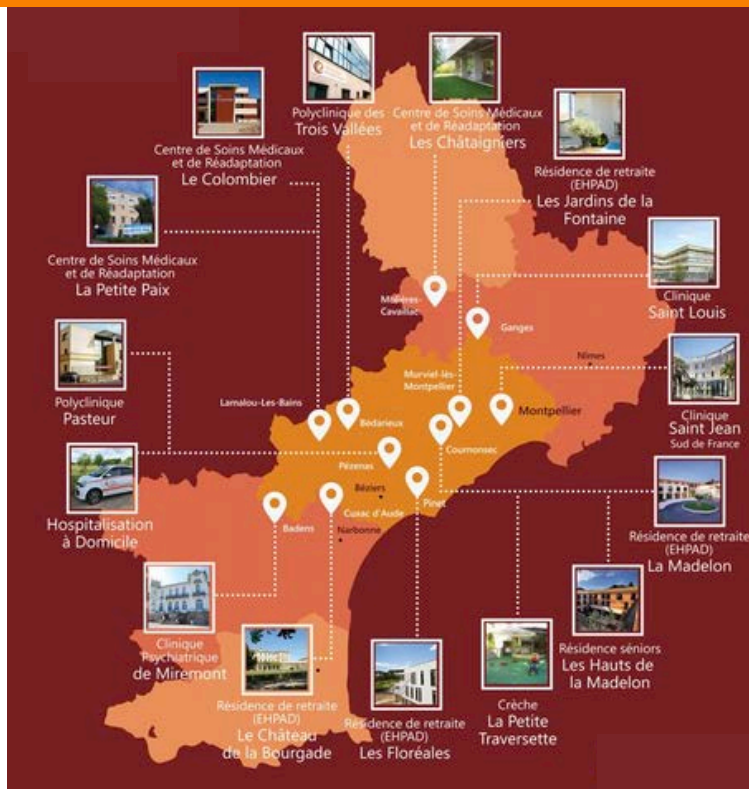 Polyclinique des
Trois Vallées
Centre de Soins Médicaux
et de Réadaptation
Les Châtaigniers
Centre de Soins Médicaux
et de Réadaptation
Le Colombier
Résidence de retraite
(EHPAD)
Les Jardins de la
Fontaine
Centre de Soins Médicaux
et de Réadaptation
La Petite Paix
Clinique
Saint Louis
Polyclinique
Pasteur
Clinique
Saint Jean
Sud de France
Hospitalisation
à Domicile
Résidence de retraite
(EHPAD)
La Madelon
Clinique
Psychiatrique
de Miremont
Résidence séniors
Les Hauts de
la Madelon
Résidence de retraite
(EHPAD)
Le Château
de la Bourgade
Résidence de retraite
(EHPAD)
Les Floréales
Crèche
La Petite
Traversette
Molières-
Cavaillac
Ganges
Nîmes
Murviel-lès-
Montpellier
Montpellier
Lamalou-Les-Bains
Bédarieux
Cournonsec
Pézenas
Béziers
Pinet
Cuxac d'Aude
Badens
Narbonne